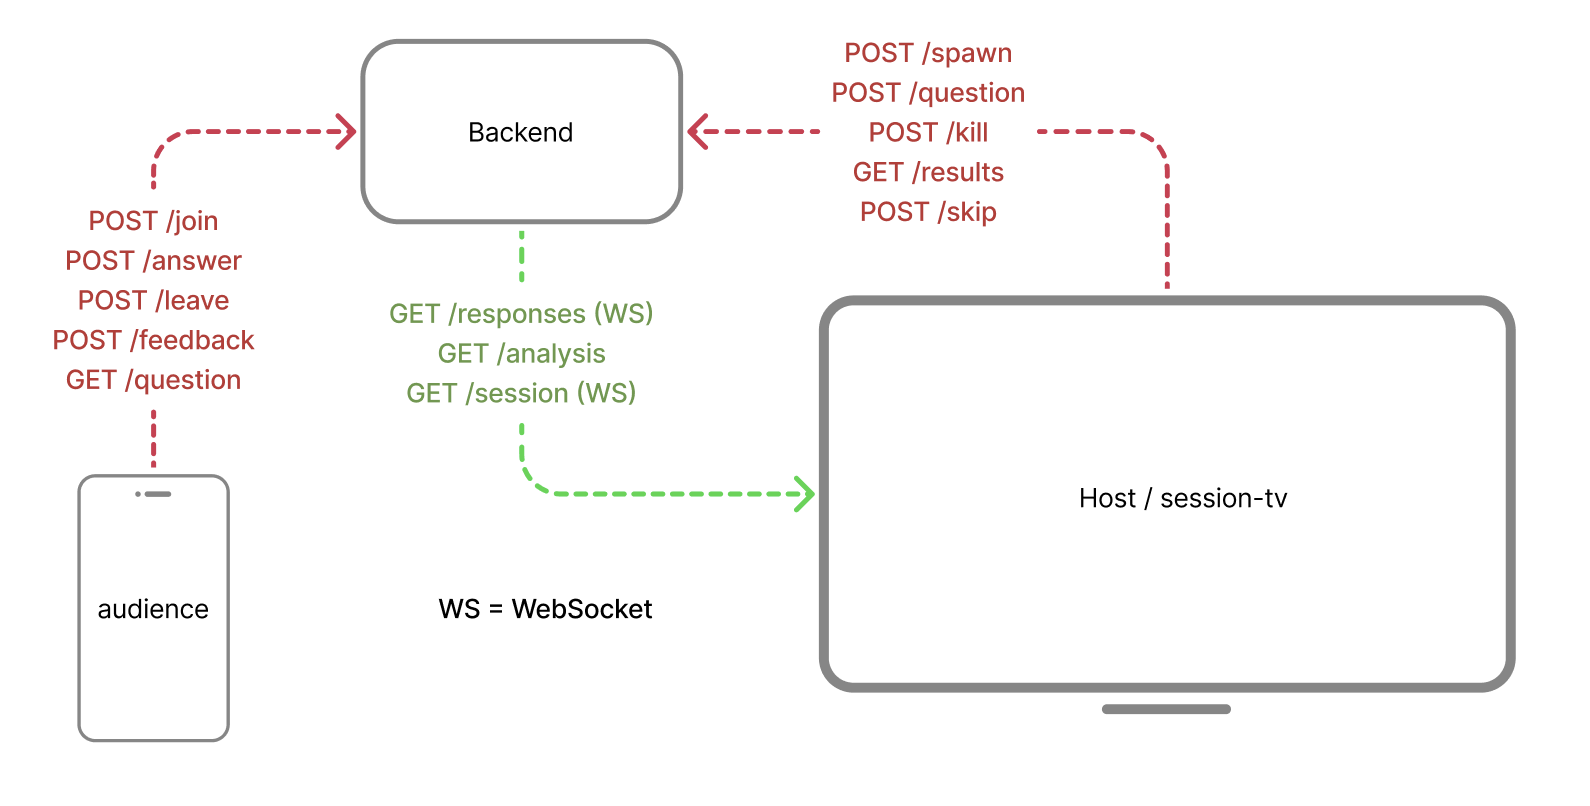 POST /spawn
POST /question
POST /kill
GET /results
POST /skip
Backend
POST /join
POST /answer
POST /leave
POST /feedback
GET /question
GET /responses (WS)
GET /analysis
GET /session (WS)
Host / session-tv
audience
WS = WebSocket